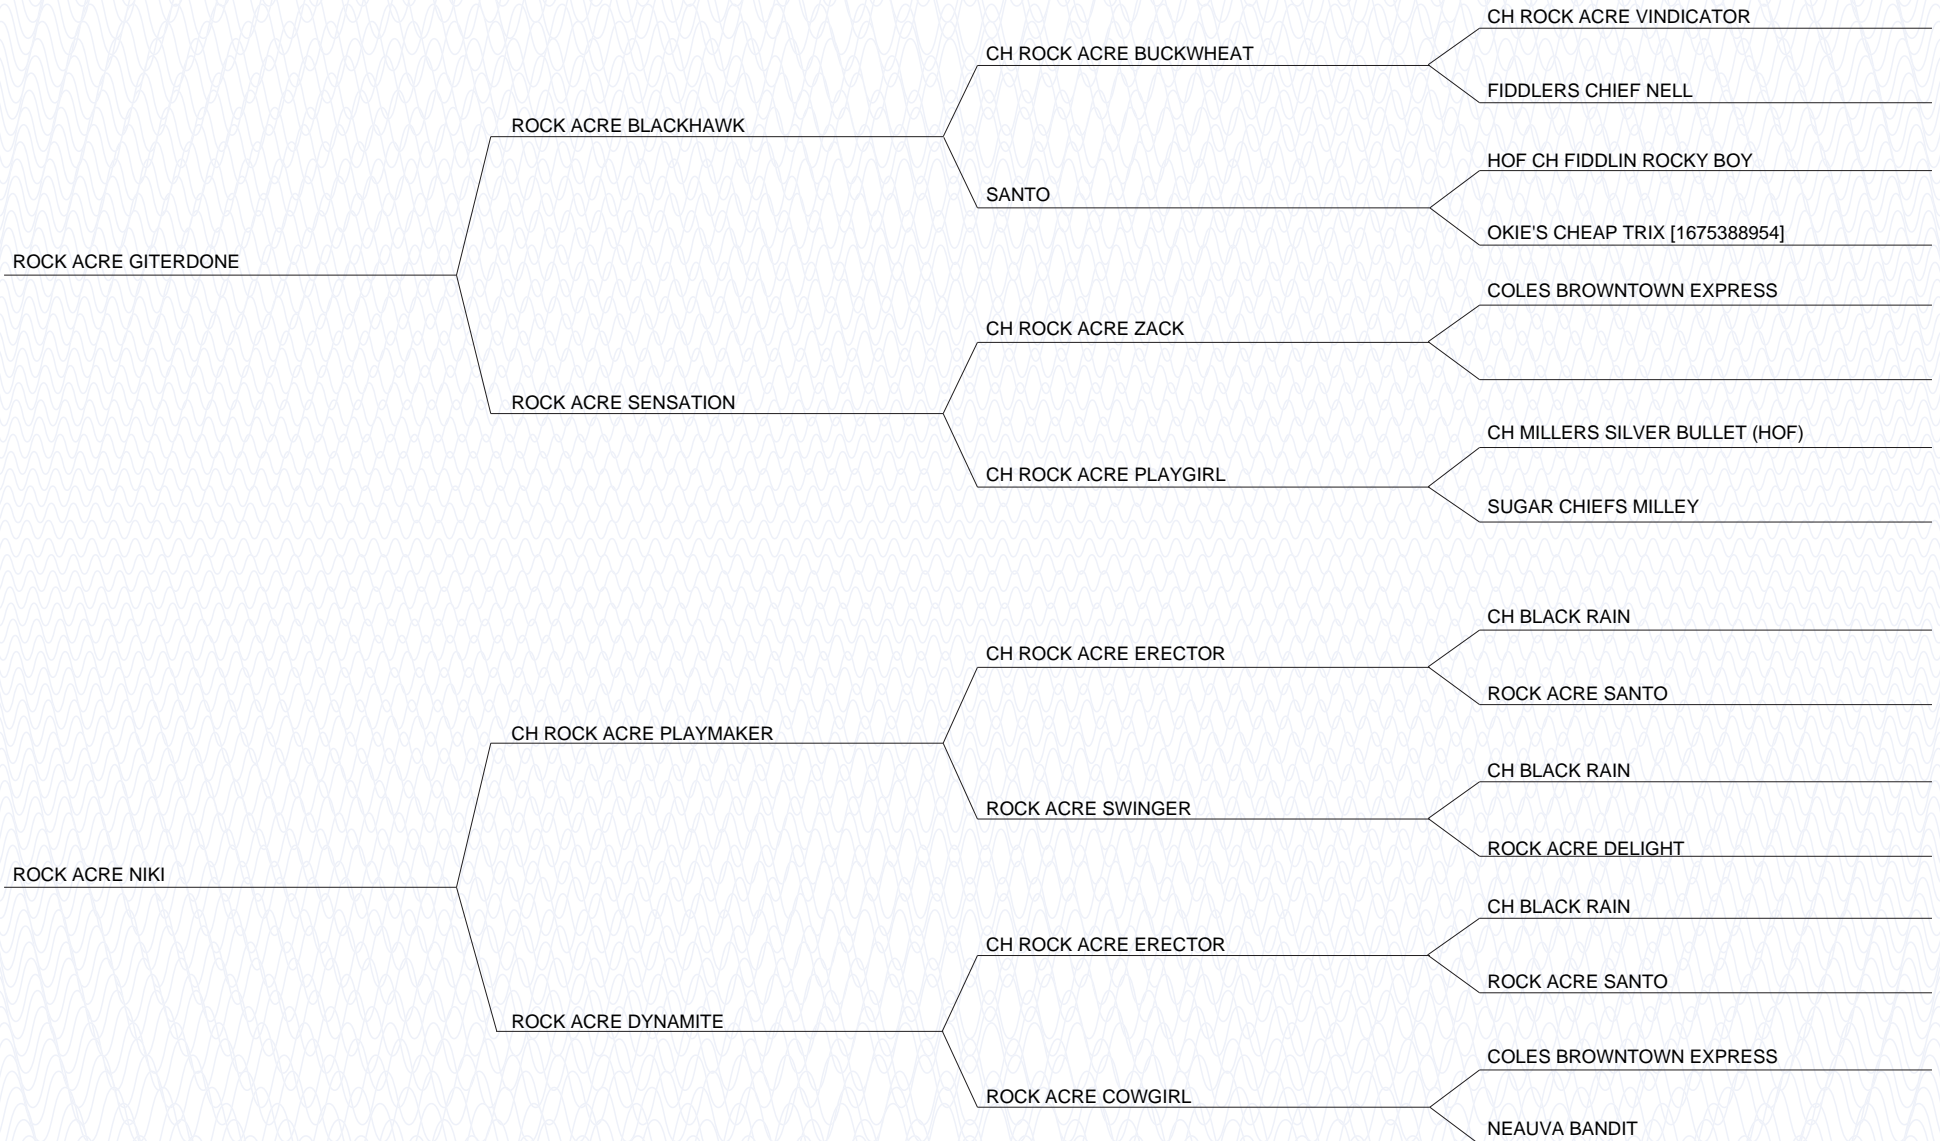 CH ROCK ACRE VINDICATOR
CH ROCK ACRE BUCKWHEAT
FIDDLERS CHIEF NELL
ROCK ACRE BLACKHAWK
HOF CH FIDDLIN ROCKY BOY
SANTO
OKIE'S CHEAP TRIX [1675388954]
ROCK ACRE GITERDONE
COLES BROWNTOWN EXPRESS
CH ROCK ACRE ZACK
ROCK ACRE SENSATION
CH MILLERS SILVER BULLET (HOF)
CH ROCK ACRE PLAYGIRL
SUGAR CHIEFS MILLEY
CH BLACK RAIN
CH ROCK ACRE ERECTOR
ROCK ACRE SANTO
CH ROCK ACRE PLAYMAKER
CH BLACK RAIN
ROCK ACRE SWINGER
ROCK ACRE DELIGHT
ROCK ACRE NIKI
CH BLACK RAIN
CH ROCK ACRE ERECTOR
ROCK ACRE SANTO
ROCK ACRE DYNAMITE
COLES BROWNTOWN EXPRESS
ROCK ACRE COWGIRL
NEAUVA BANDIT